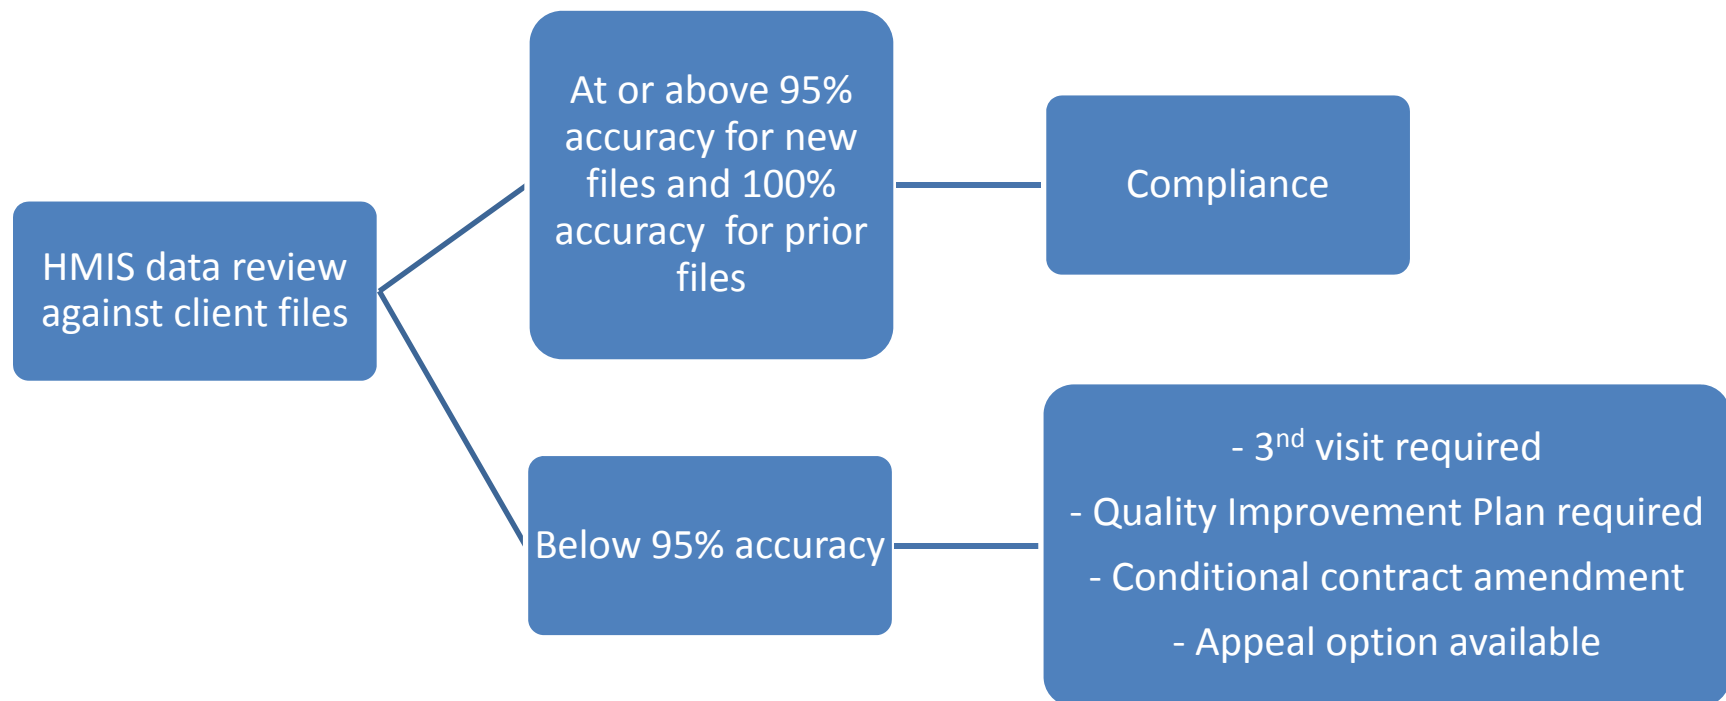 HMIS data review
against client files
At or above 95%
accuracy for new
files and 100%
accuracy for prior
files
Compliance
Below 95% accuracy
- 3nd visit required
- Quality Improvement Plan required
- Conditional contract amendment
- Appeal option available